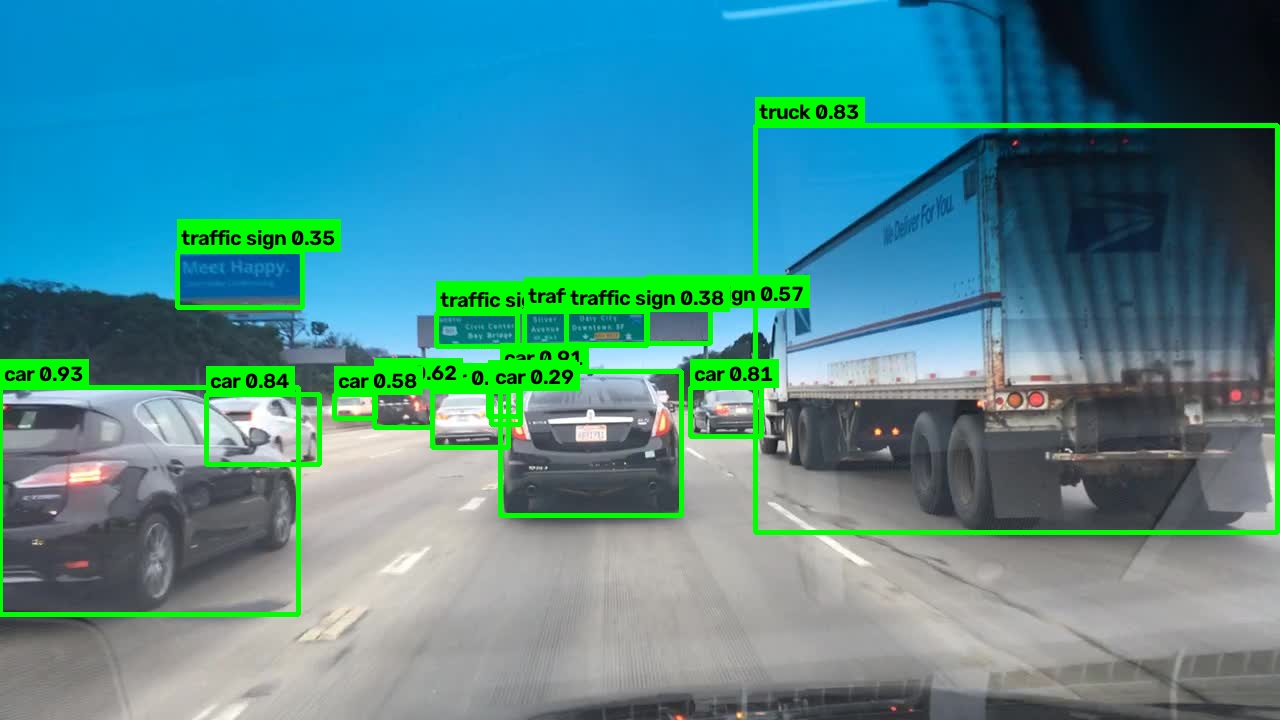 truck 0.83
We Deliver For You.
traffic sign 0.35
Meet Happy.
traffic si
traf
traffic sign 0.38
gn 0.57
Civic Center
Bay Bridge
Silver
Avenue
Daly City
Downtown SF
car 0.93
car 0.84
car 0.58
0.62
0.
car 0.91
car 0.29
car 0.81